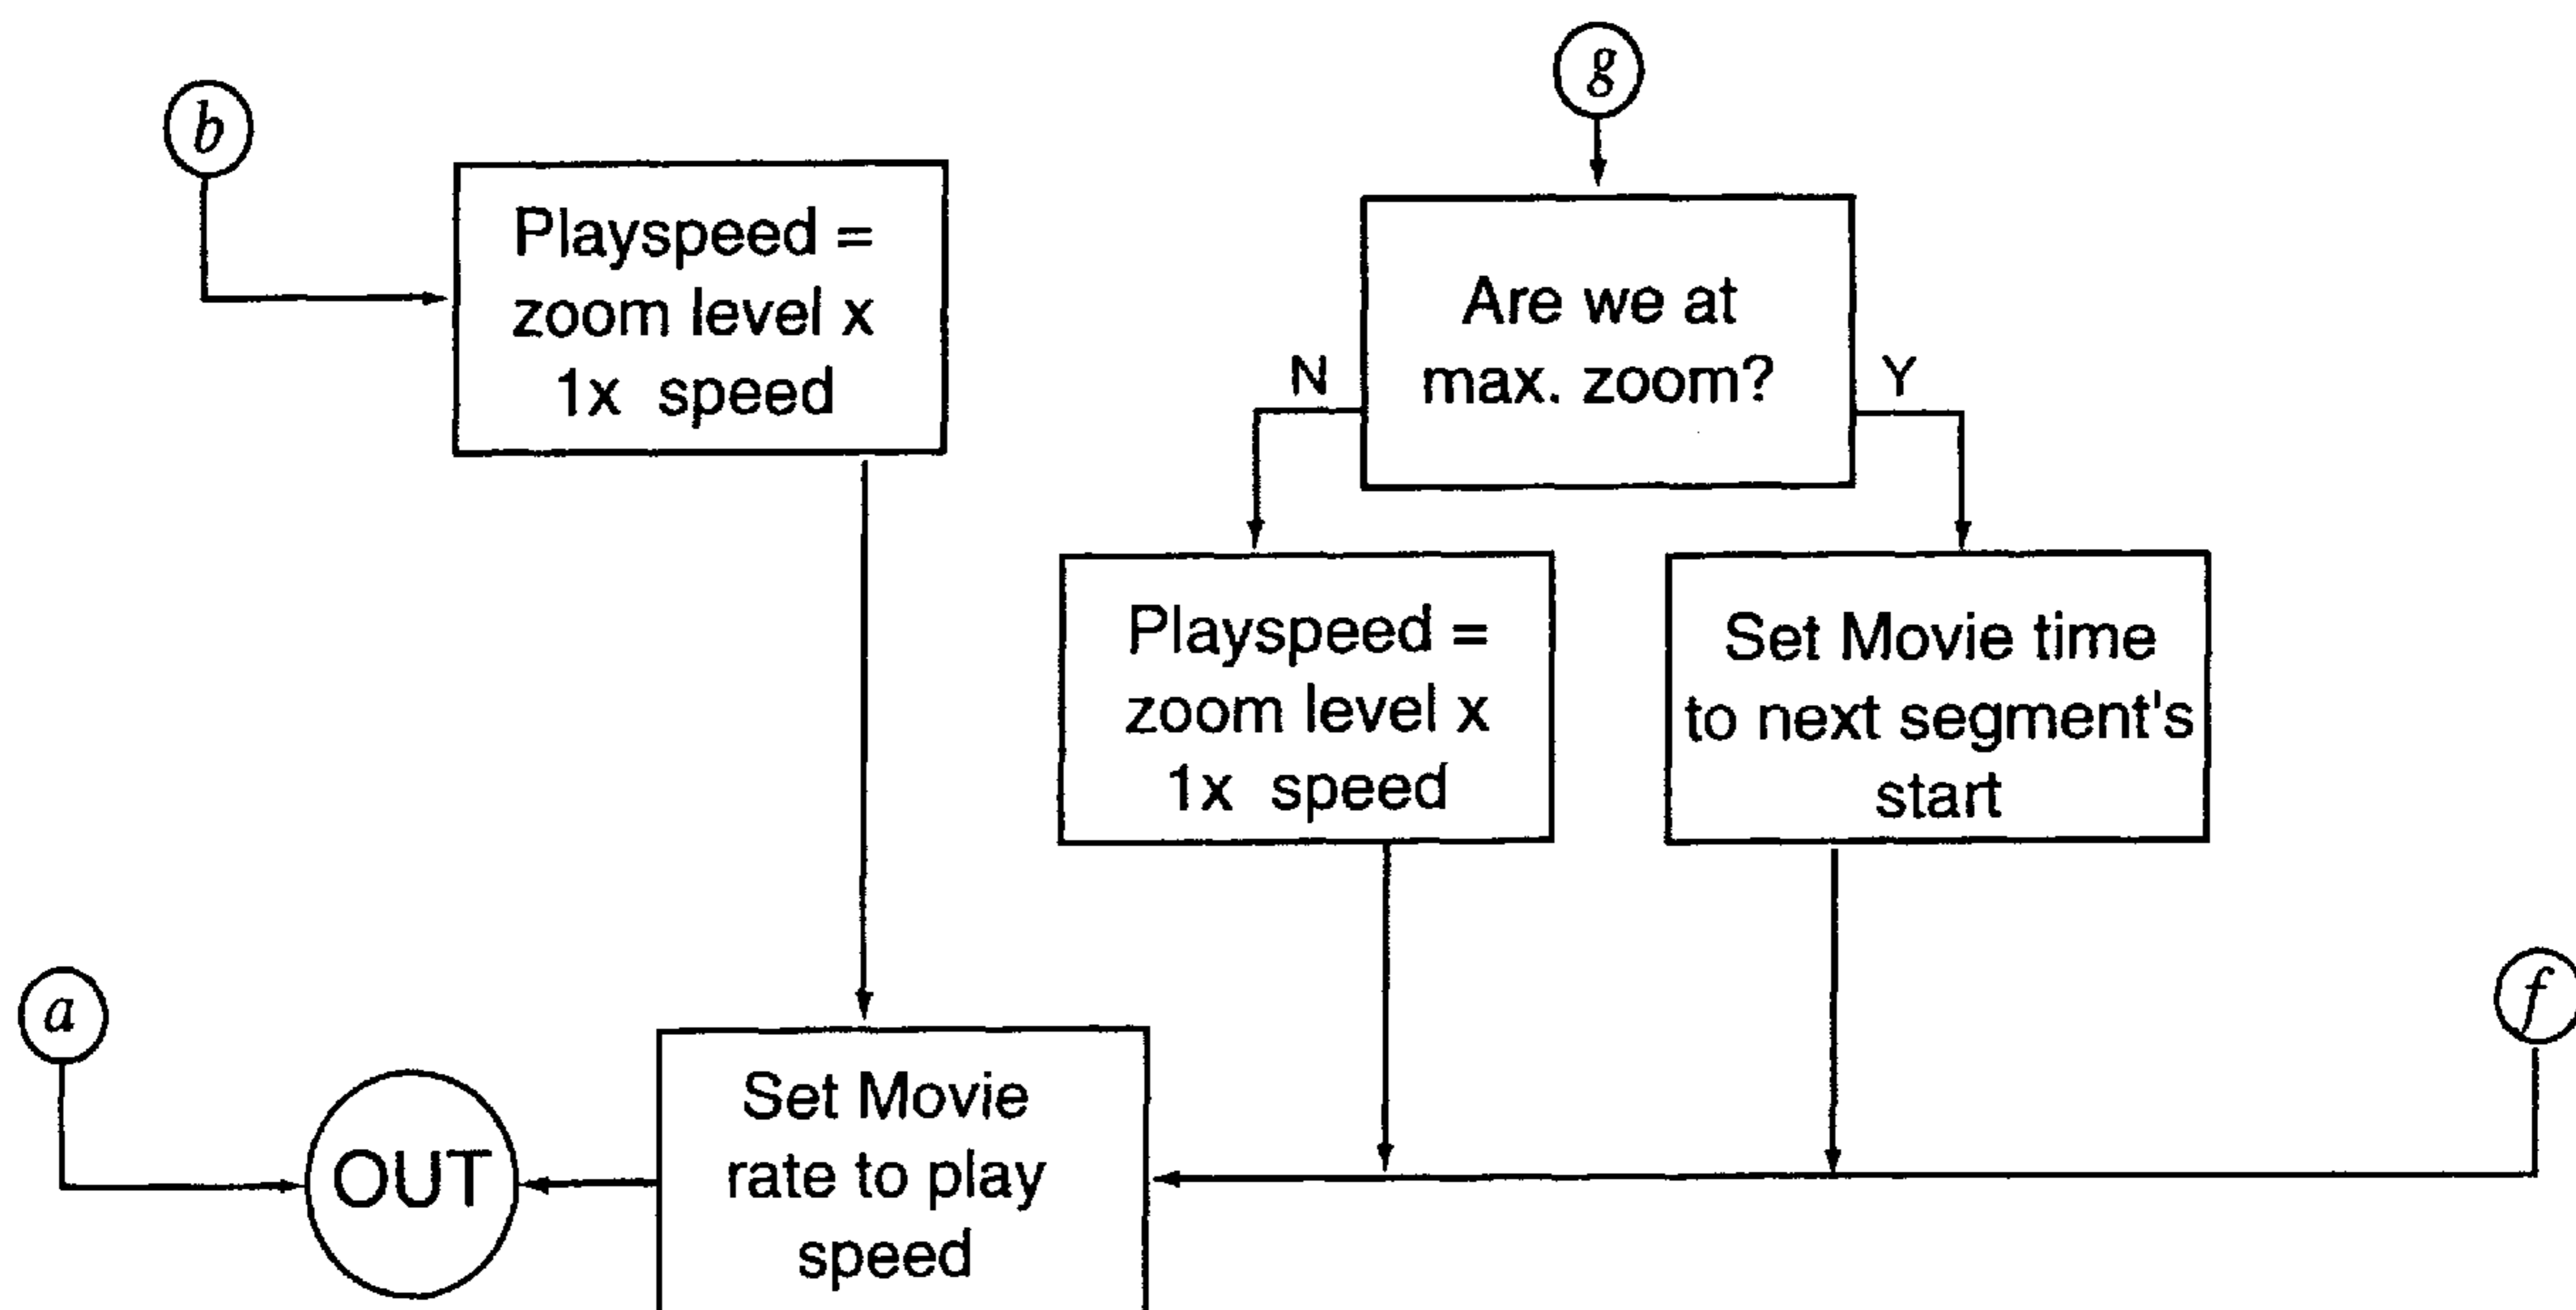 g
b
Playspeed =
zoom level x
1x speed
Are we at
max. zoom?
N
Y
Playspeed =
zoom level x
1x speed
Set Movie time
to next segment's
start
a
f
OUT
Set Movie
rate to play
speed